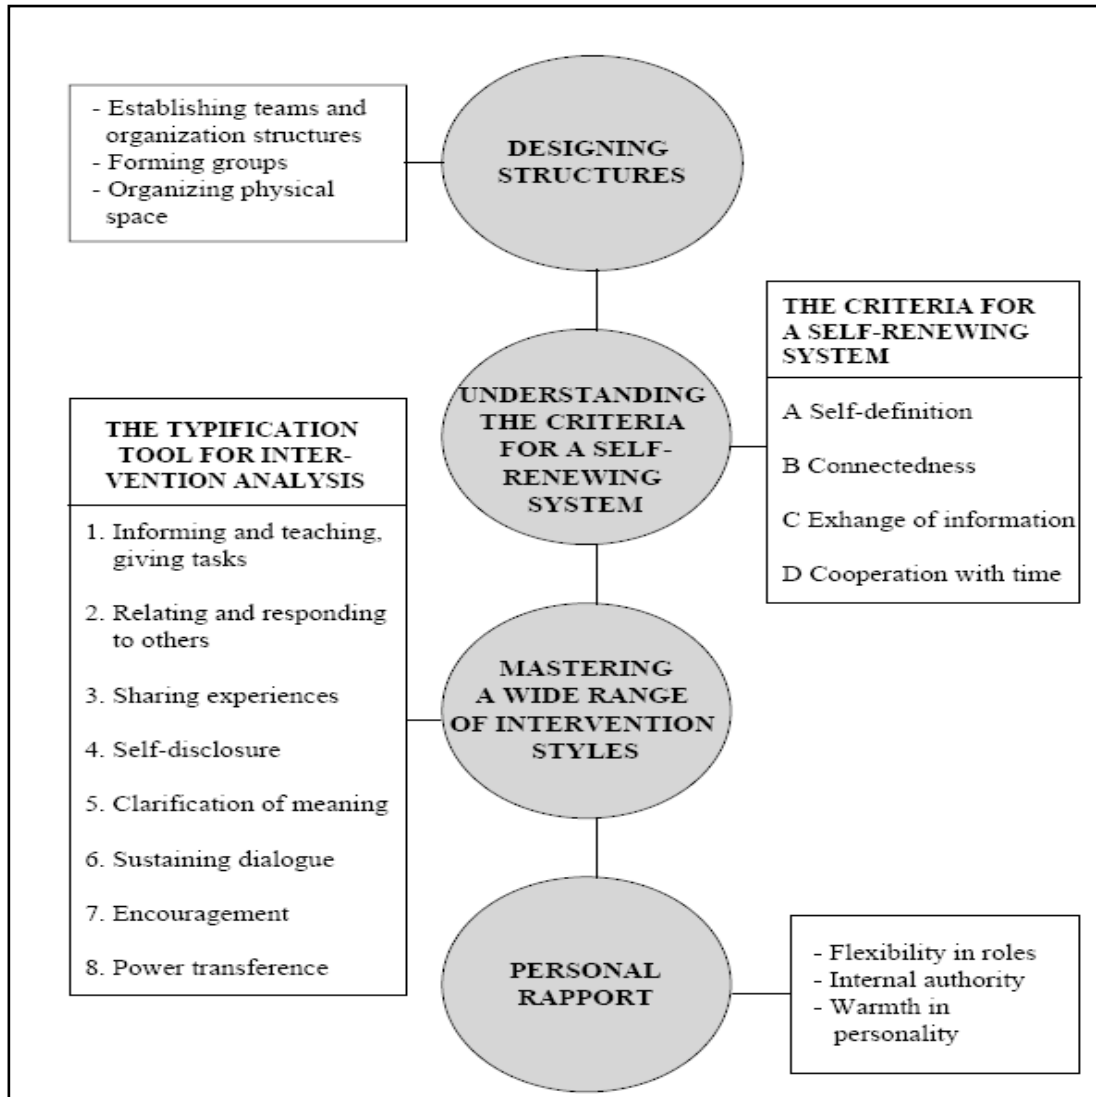 - Establishing teams and
organization structures
- Forming groups
- Organizing physical
space
DESIGNING
STRUCTURES
THE CRITERIA FOR
A SELF-RENEWING
SYSTEM
A Self-definition
B Connectedness
C Exhange of information
D Cooperation with time
UNDERSTANDING
THE CRITERIA
FOR A SELF-
RENEWING
SYSTEM
THE TYPIFICATION
TOOL FOR INTER-
VENTION ANALYSIS
1. Informing and teaching,
giving tasks
2. Relating and responding
to others
3. Sharing experiences
4. Self-disclosure
5. Clarification of meaning
6. Sustaining dialogue
7. Encouragement
8. Power transference
MASTERING
A WIDE RANGE
OF INTERVENTION
STYLES
PERSONAL
RAPPORT
- Flexibility in roles
- Internal authority
- Warmth in
personality